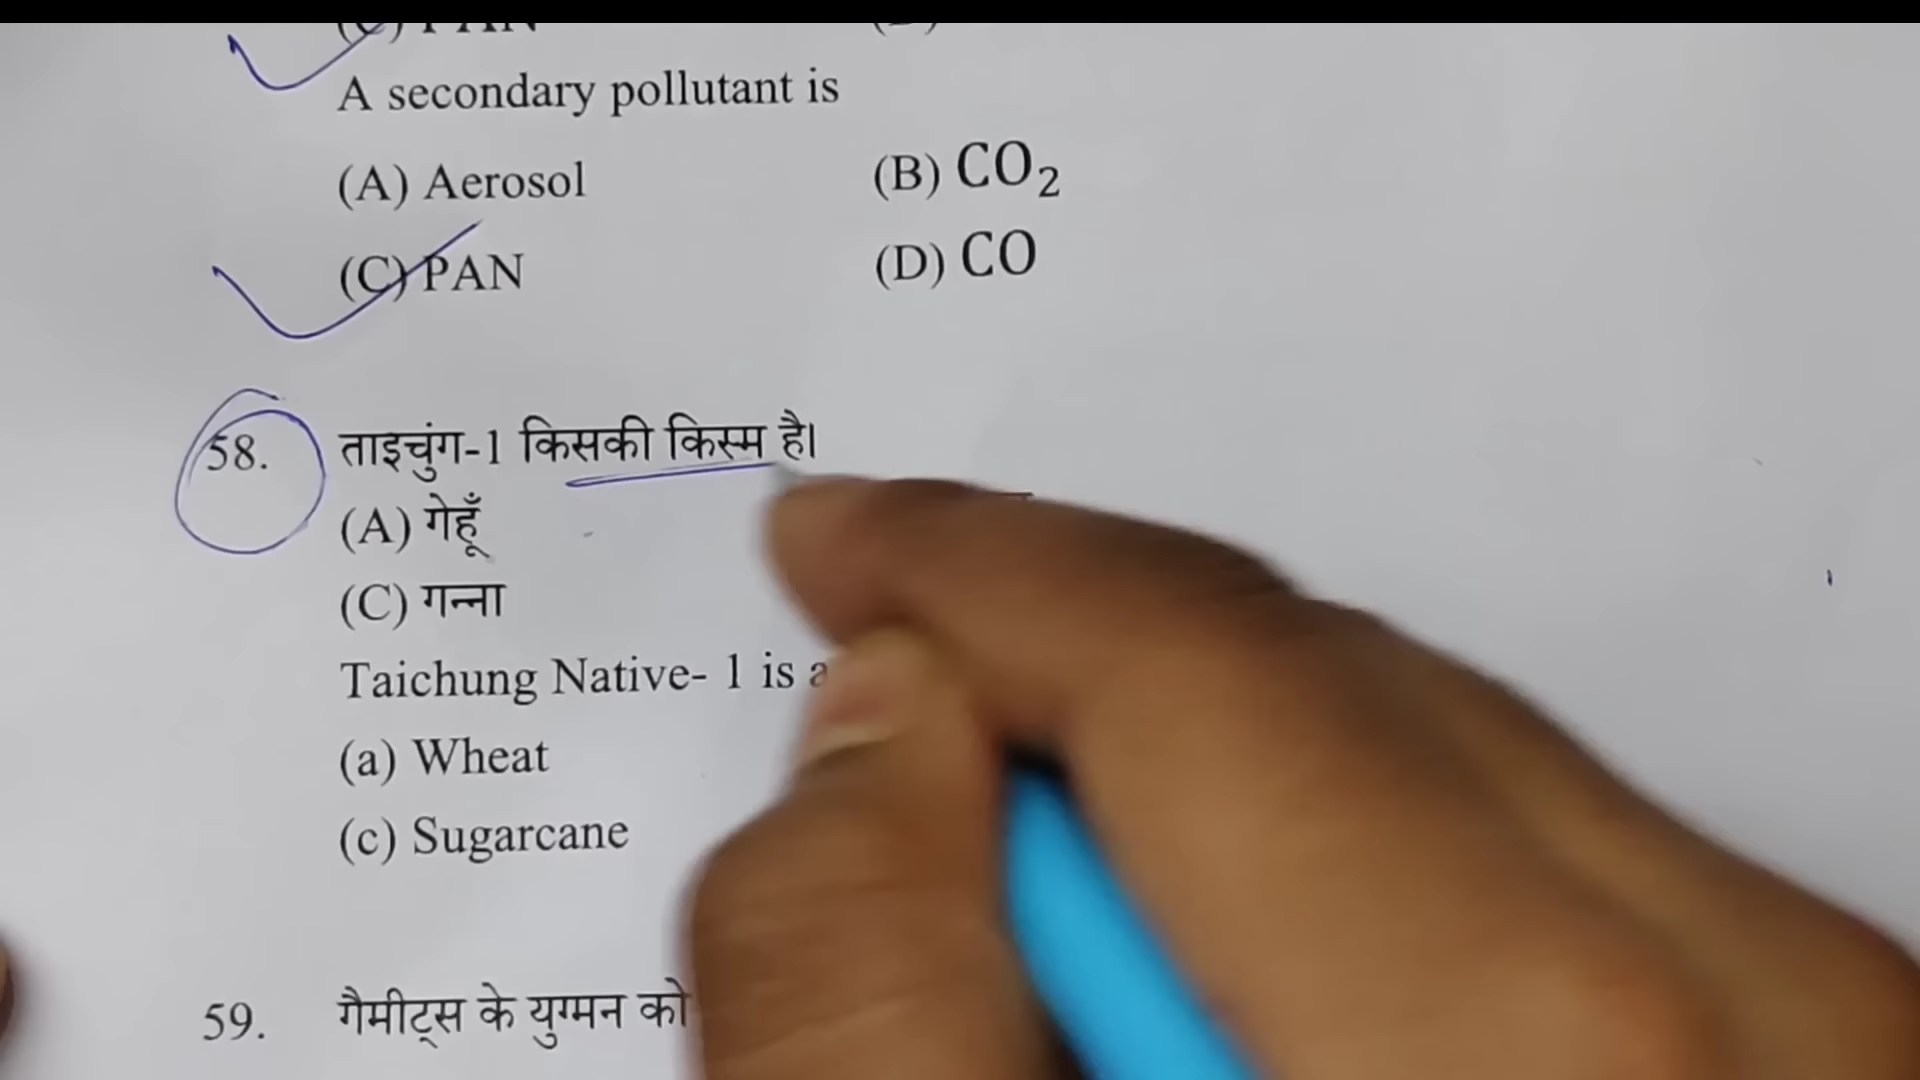 (C) PAN
A secondary pollutant is
(A) Aerosol (B) CO₂
(C) PAN (D) CO
58. ताइचुंग-1 किसकी किस्म है।
(A) गेहूँ
(C) गन्ना
Taichung Native- 1 is a
(a) Wheat
(c) Sugarcane
59. गैमीट्स के युग्मन को